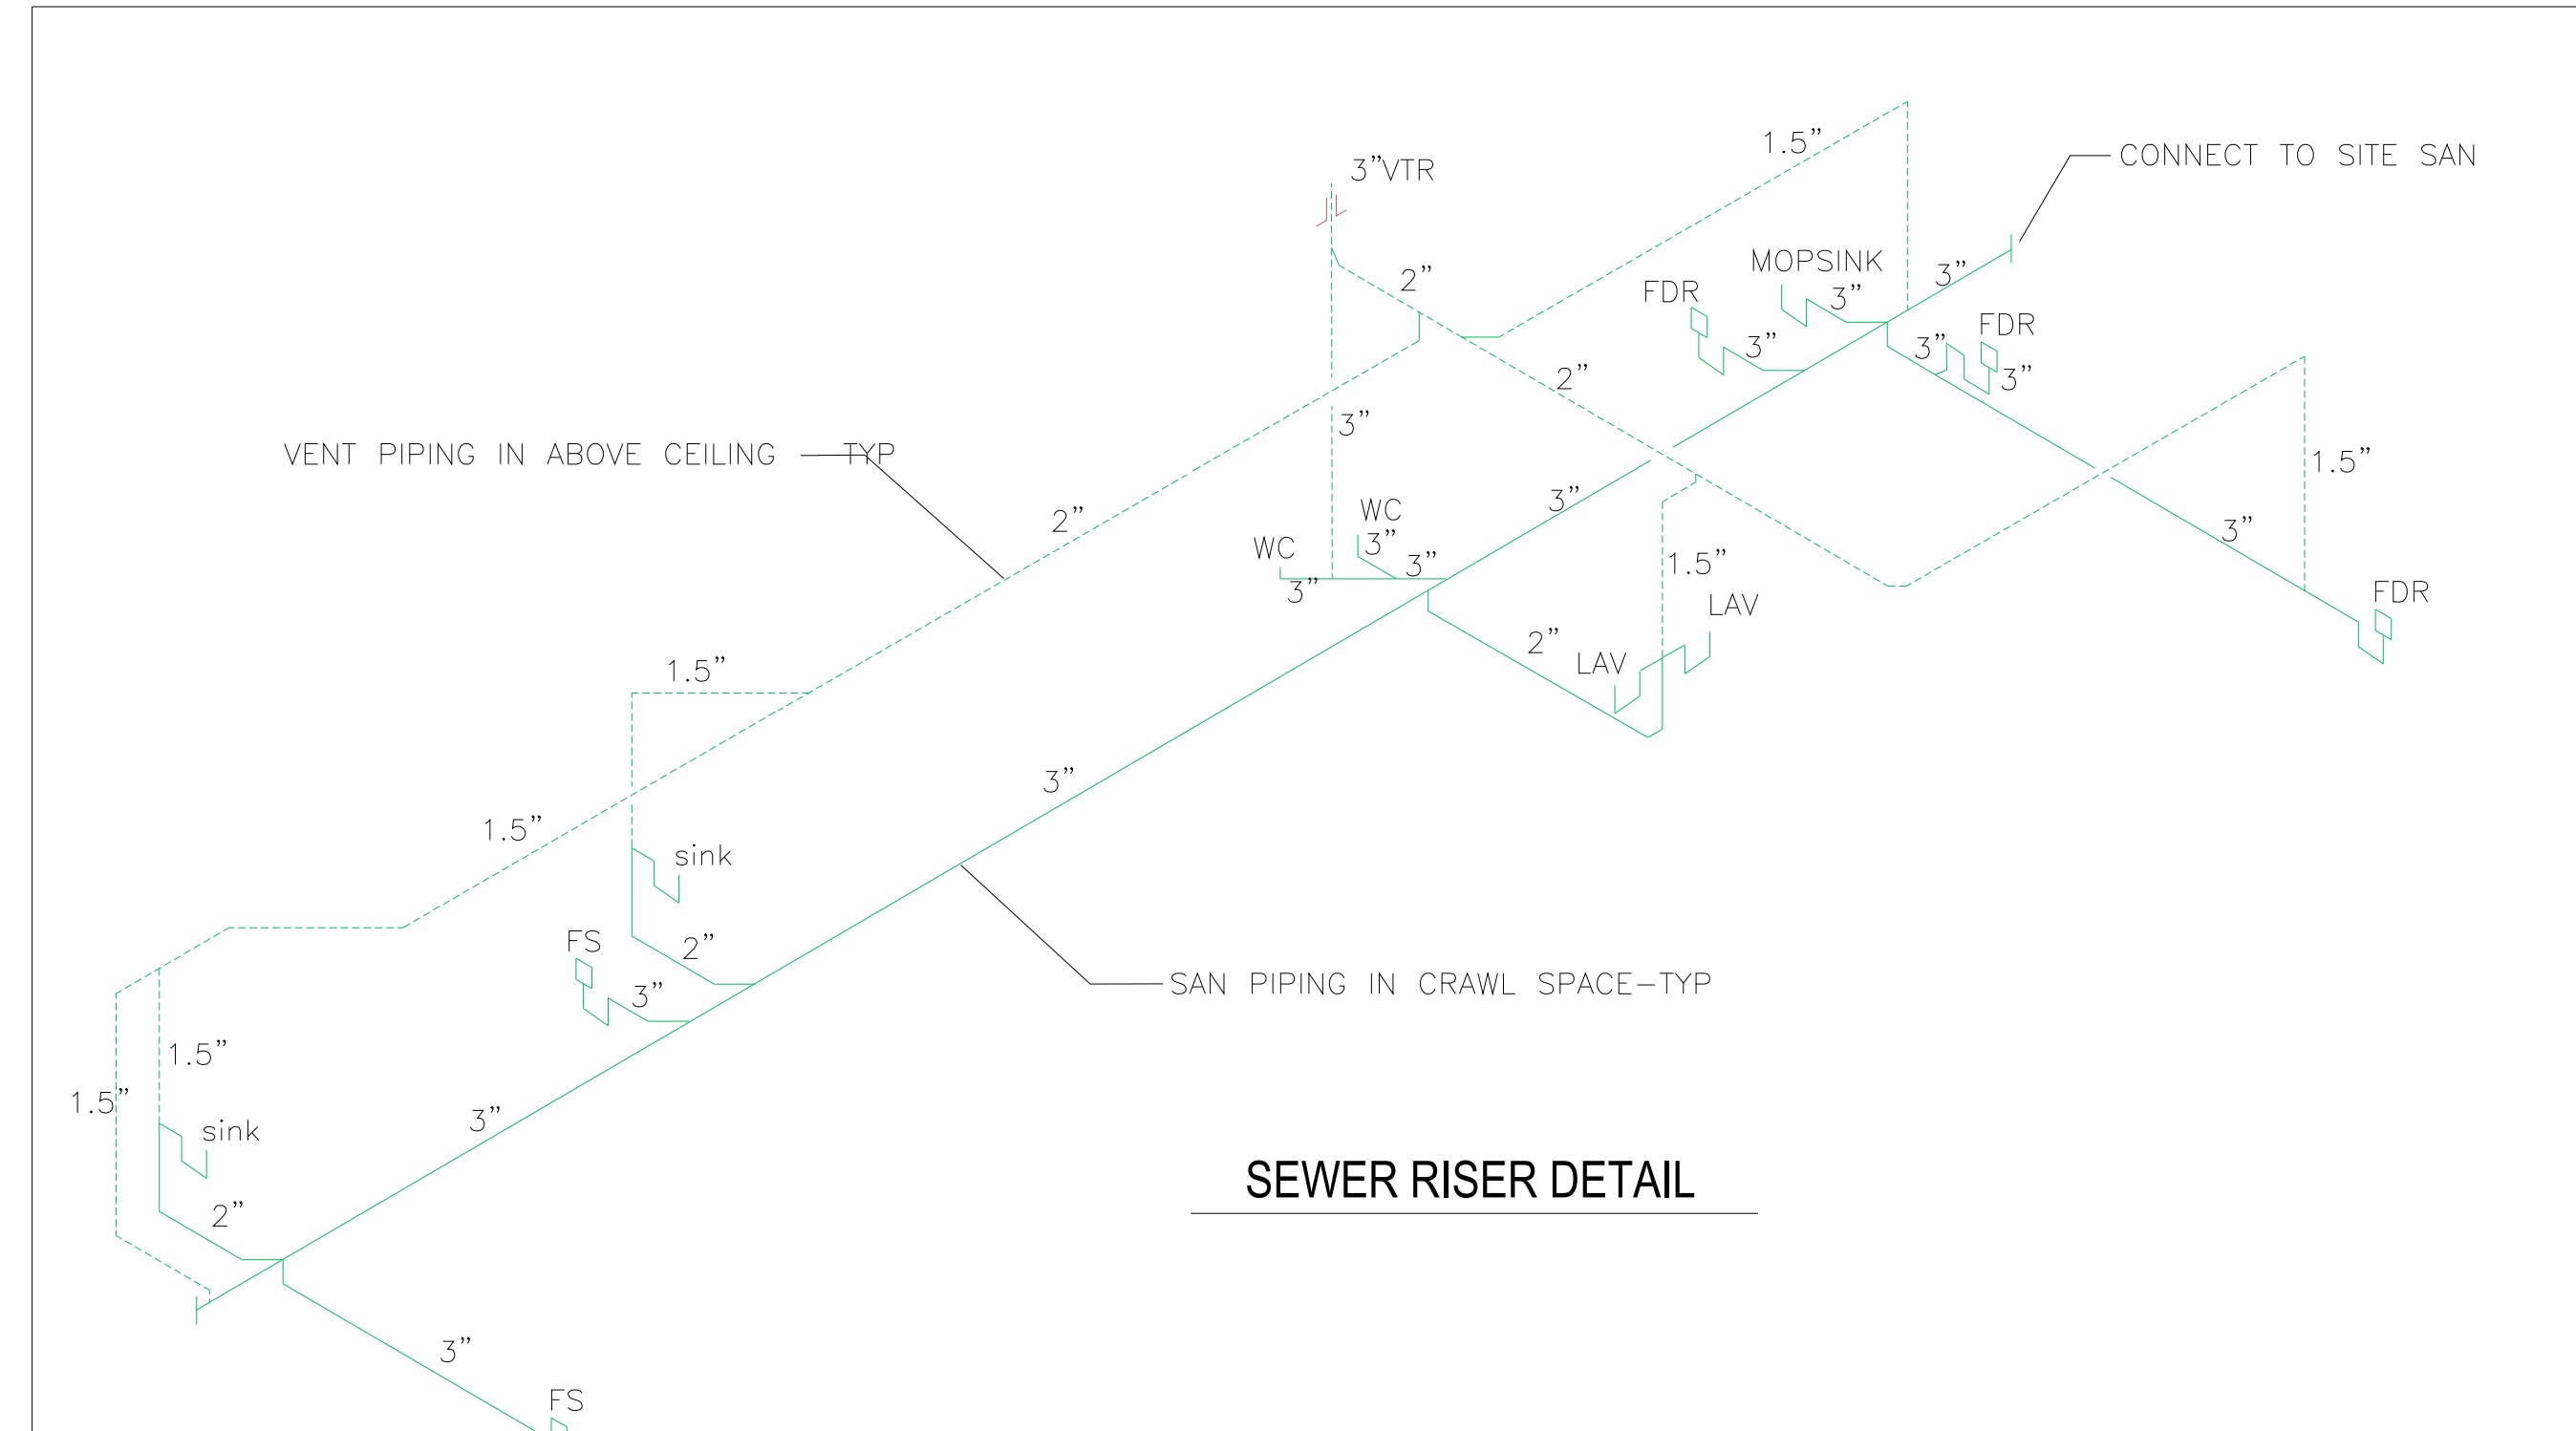 1.5”
CONNECT TO SITE SAN
3”VTR
MOPSINK
3”
2”
FDR
3”
FDR
3”
3”
3”
2”
3”
3”
VENT PIPING IN ABOVE CEILING TYP
1.5”
2”
WC
3”
3”
WC
3”
3”
3”
1.5”
FDR
LAV
2”
LAV
1.5”
3”
1.5”
sink
FS
2”
3”
SAN PIPING IN CRAWL SPACE-TYP
1.5”
1.5”
3”
sink
SEWER RISER DETAIL
2”
3”
FS